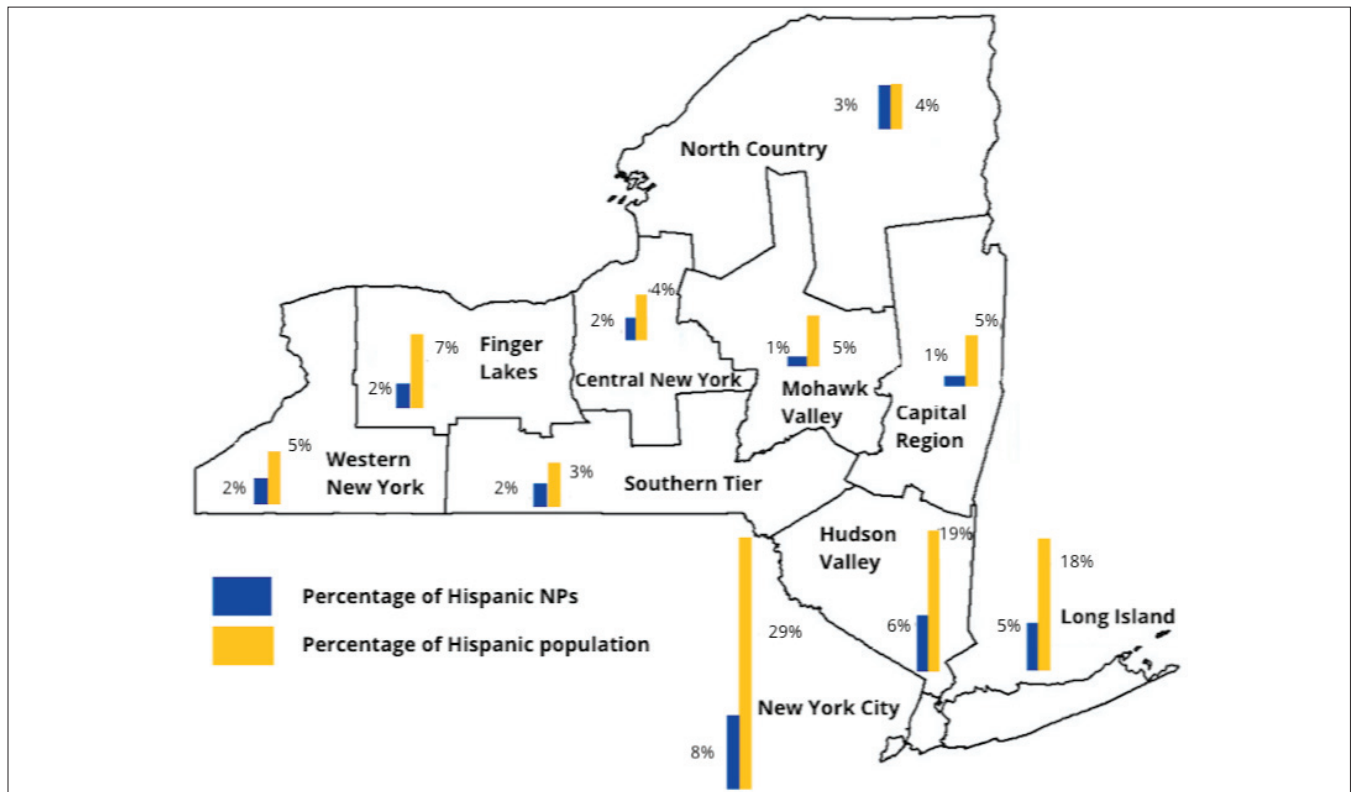 3%
4%
North Country
4%
2%
5%
7%
Finger
Lakes
1%
5%
1%
2%
Central New York
Mohawk
Valley
Capital
Region
5%
Western
New York
2%
3%
2%
Southern Tier
Hudson
Valley
19%
18%
Percentage of Hispanic NPs
Percentage of Hispanic population
29%
6%
5%
Long Island
New York City
8%